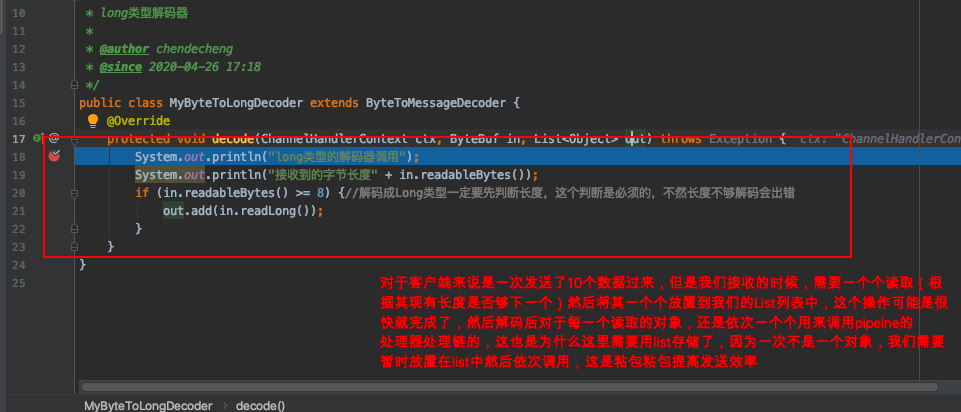 10 * long类型解码器
11 *
12 * @author chendecheng
13 * @since 2020-04-26 17:18
14 */
15 public class MyByteToLongDecoder extends ByteToMessageDecoder {
16 @Override
17 protected void decode(ChannelHandlerContext ctx, ByteBuf in, List<Object> out) throws Exception { ctx: "ChannelHandlerCon
18 System.out.println("long类型的解码器调用");
19 System.out.println("接收到的字节长度" + in.readableBytes());
20 if (in.readableBytes() >= 8) {//解码成Long类型一定要先判断长度，这个判断是必须的，不然长度不够解码会出错
21 out.add(in.readLong());
22 }
23 }
24 }
25
对于客户端来说是一次发送了10个数据过来，但是我们接收的时候，需要一个个读取（根
据其现有长度是否够下一个）然后将其一个个放置到我们的List列表中，这个操作可能是很
快就完成了，然后解码后对于每一个读取的对象，还是依次一个个用来调用pipelne的
处理器处理链的，这也是为什么这里需要用list存储了，因为一次不是一个对象，我们需要
暂时放置在list中然后依次调用，这是粘包粘包提高发送效率
MyByteToLongDecoder > decode()